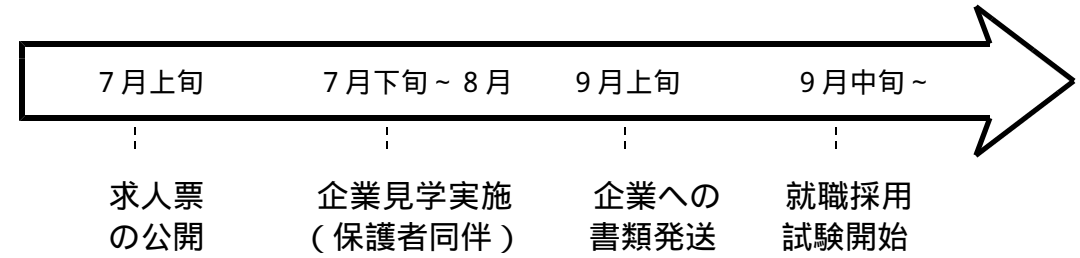 7月上旬 7月下旬~8月 9月上旬 9月中旬~
求人票 企業見学実施 企業への 就職採用
の公開 (保護者同伴) 書類発送 試験開始